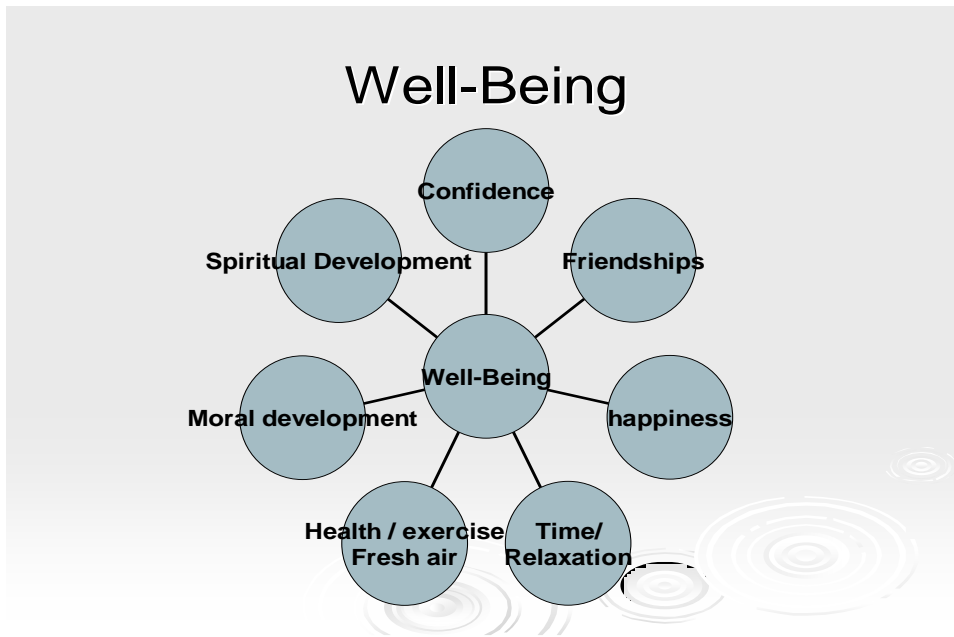 Well-Being
Confidence
Spiritual Development
Friendships
Well-Being
Moral development
happiness
Health / exercise
Fresh air
Time/
Relaxation